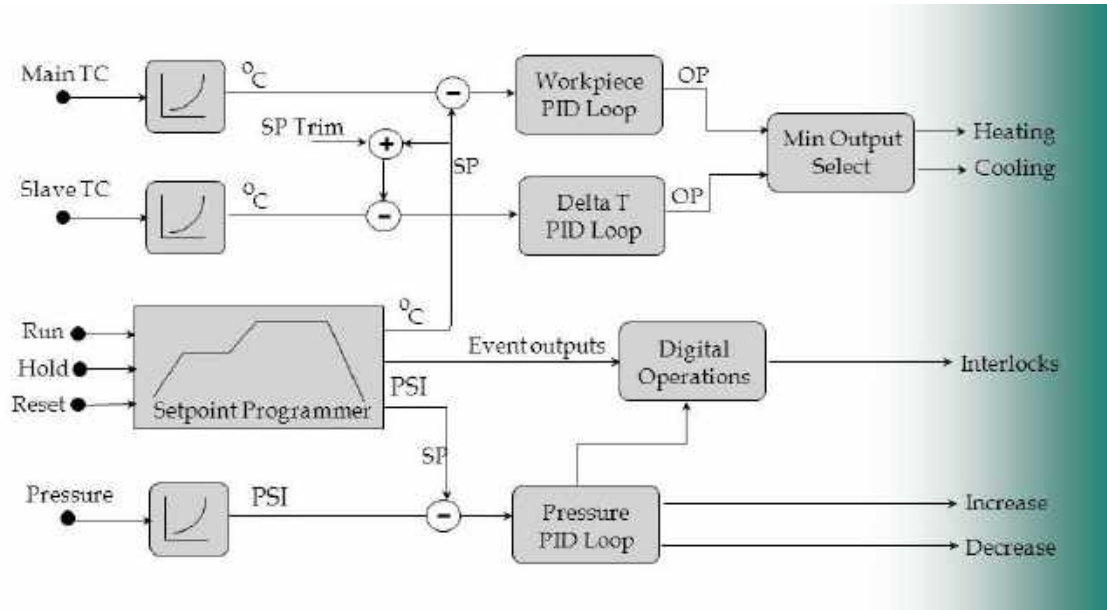 Main TC
°C
SP Trim
+
-
SP
Workpiece
PID Loop
OP
Min Output
Select
Heating
Cooling
Slave TC
°C
-
Delta T
PID Loop
OP
Run
Hold
Reset
Setpoint Programmer
°C
Event outputs
PSI
SP
Digital
Operations
Interlocks
Pressure
PSI
-
Pressure
PID Loop
Increase
Decrease